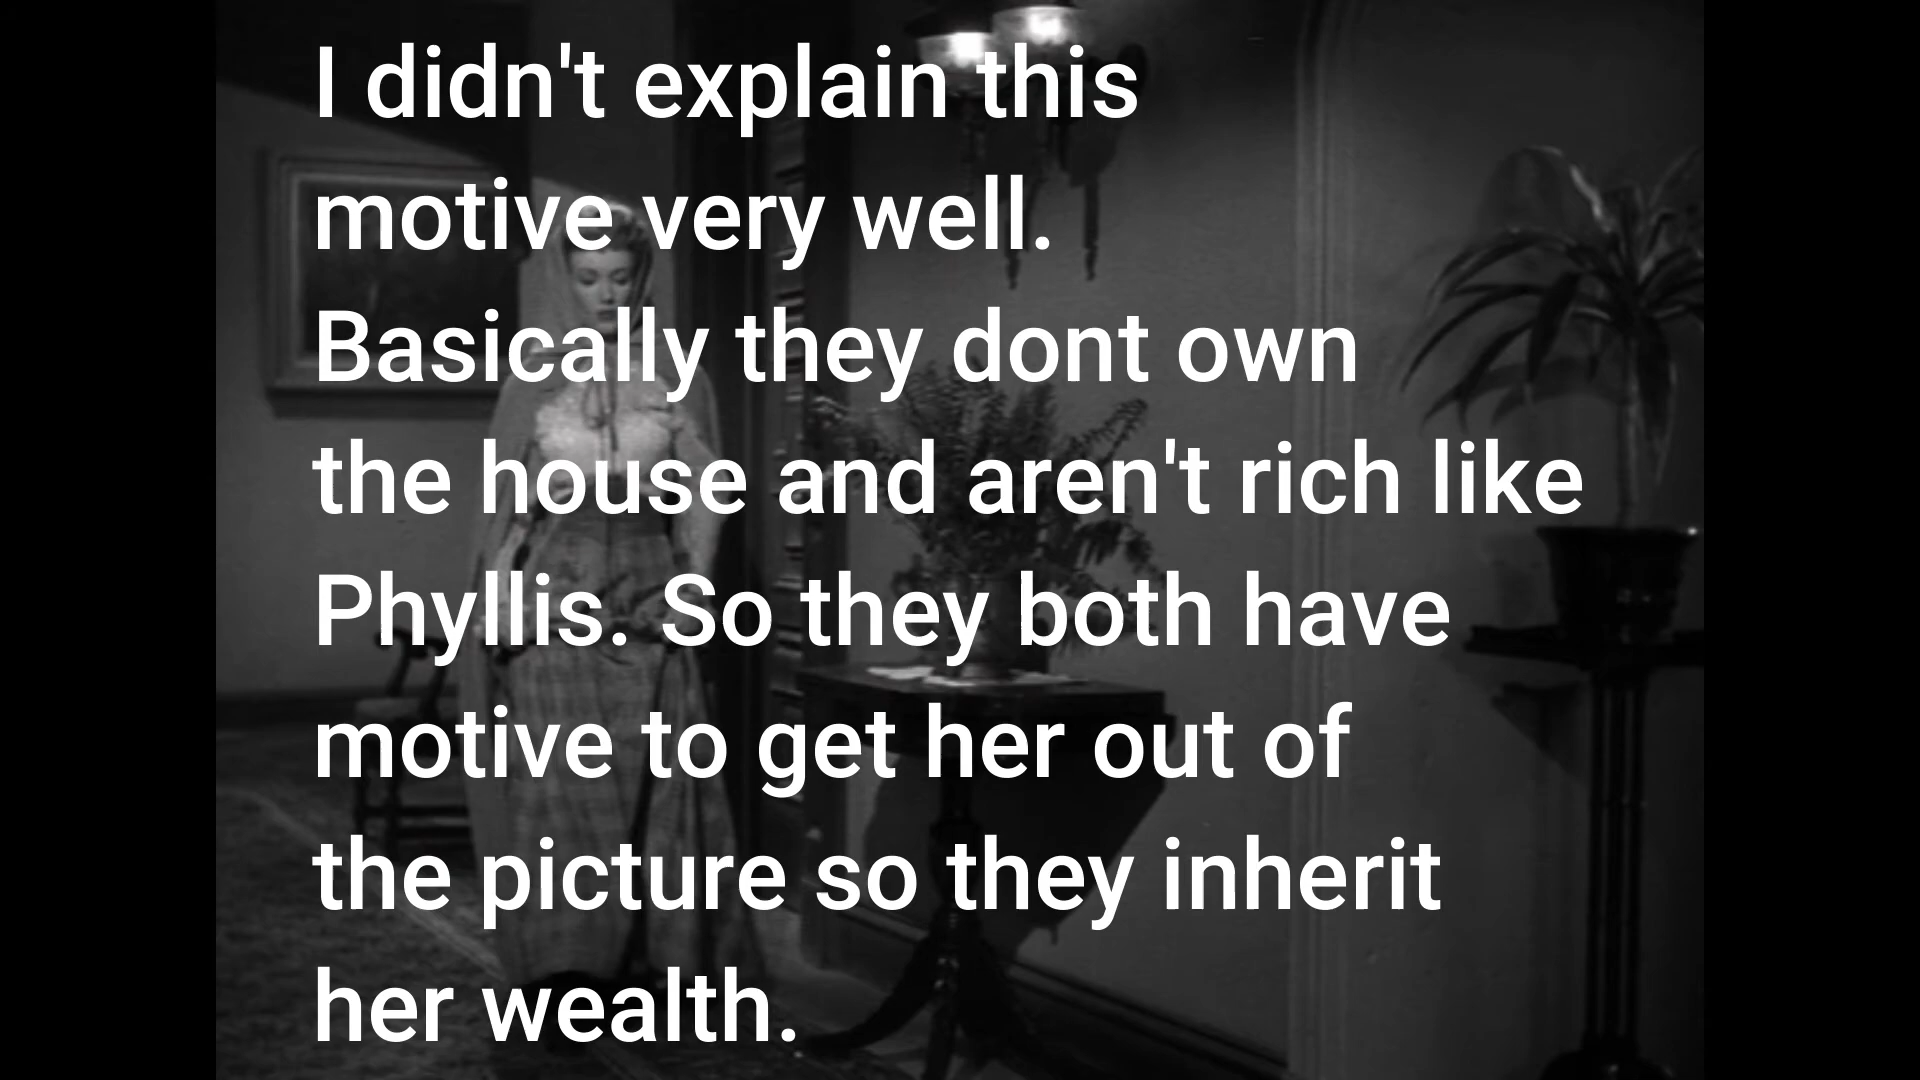 I didn't explain this
motive very well.
Basically they dont own
the house and aren't rich like
Phyllis. So they both have
motive to get her out of
the picture so they inherit
her wealth.